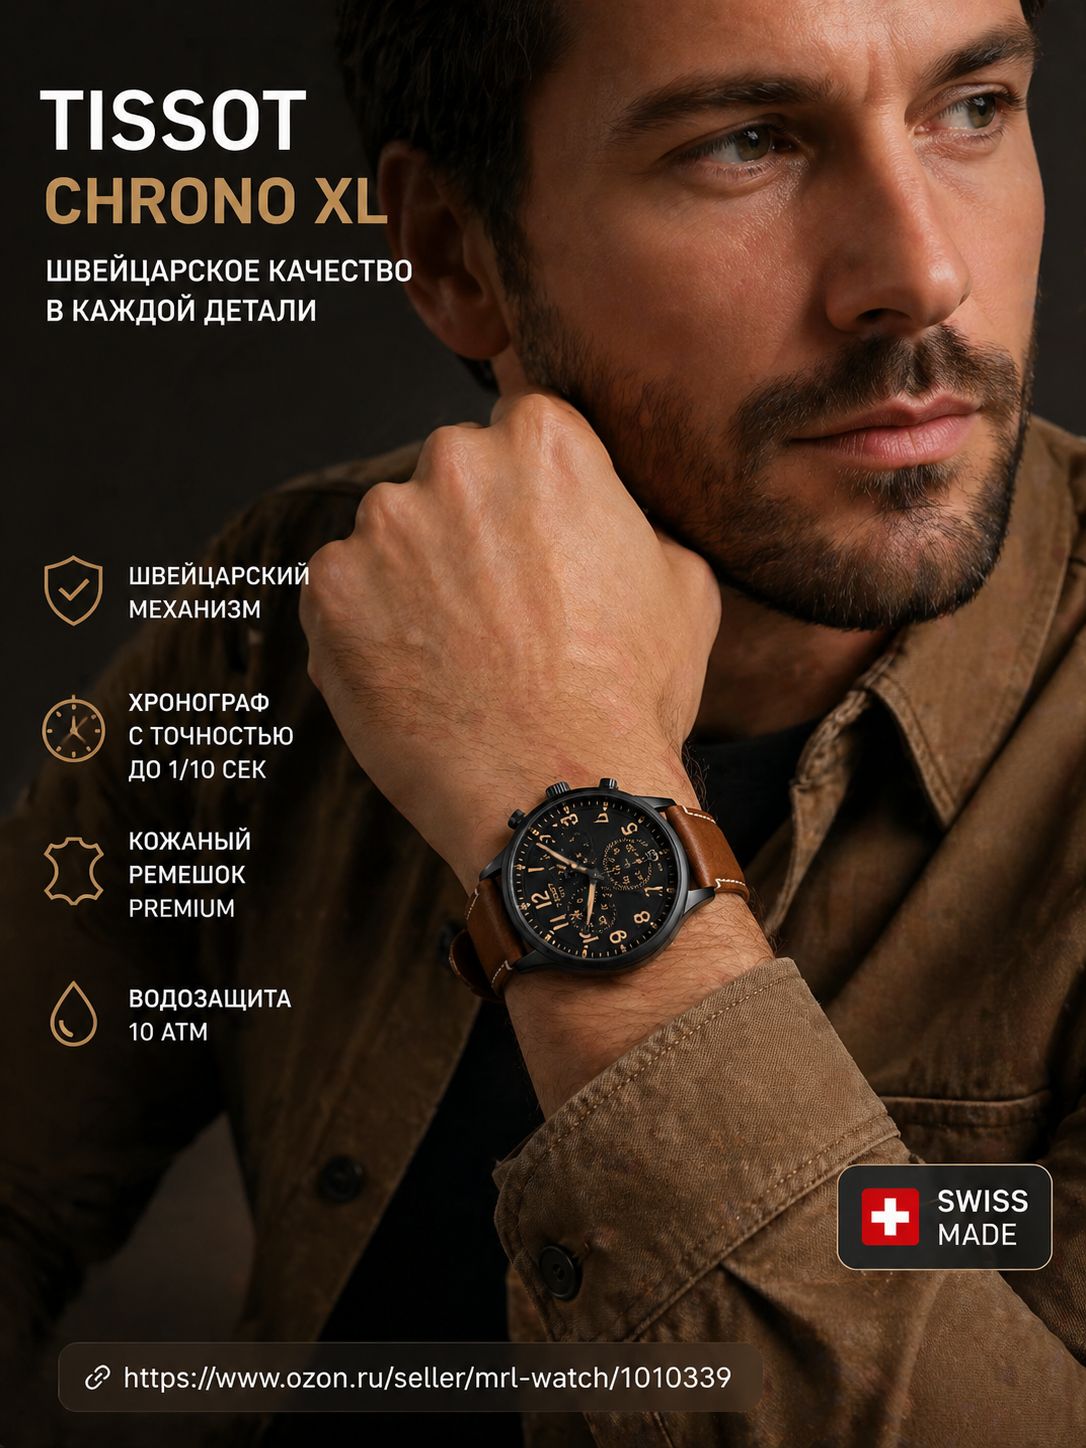 TISSOT
CHRONO XL
ШВЕЙЦАРСКОЕ КАЧЕСТВО
В КАЖДОЙ ДЕТАЛИ
ШВЕЙЦАРСКИЙ
МЕХАНИЗМ
ХРОНОГРАФ
С ТОЧНОСТЬЮ
ДО 1/10 СЕК
КОЖАНЫЙ
РЕМЕШОК
PREMIUM
ВОДОЗАЩИТА
10 АТМ
SWISS
MADE
https://www.ozon.ru/seller/mrl-watch/1010339